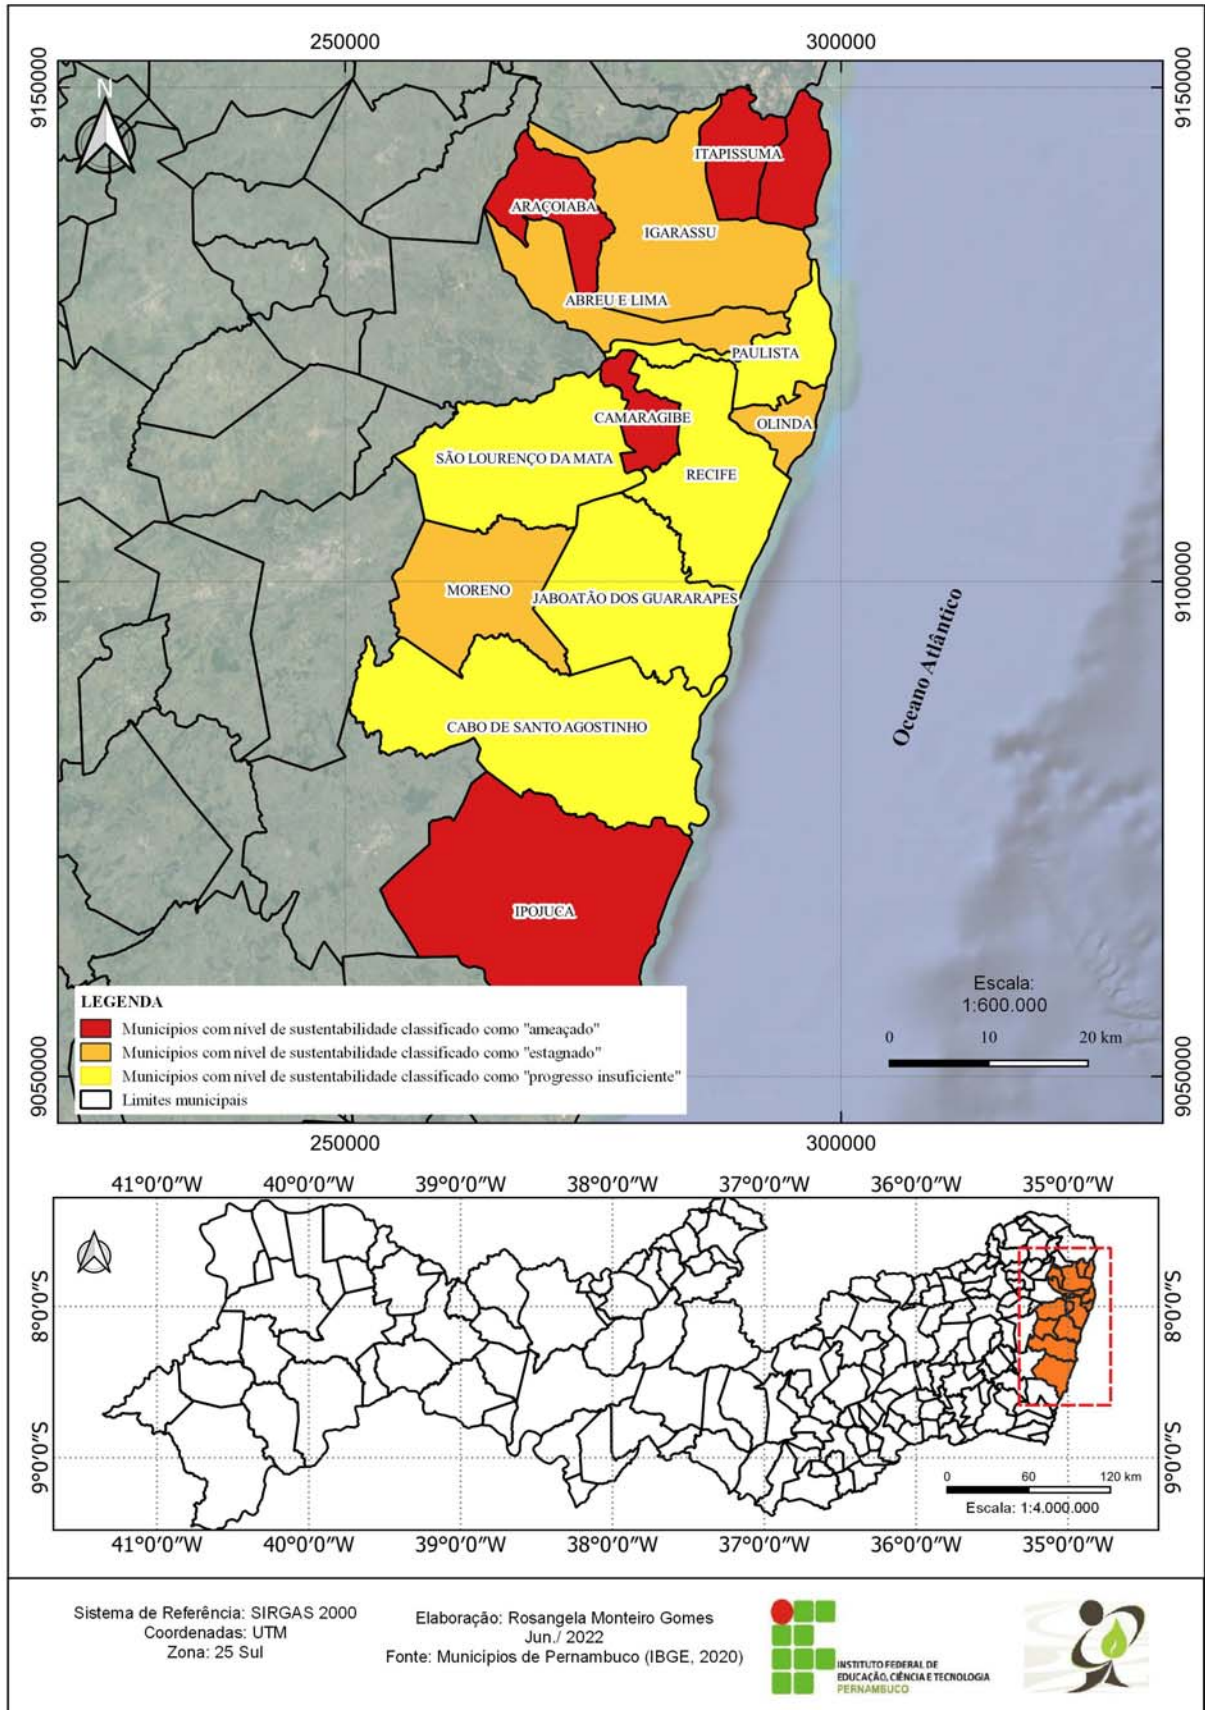 250000
300000
9150000
9150000
N
ITAPISSUMA
ARAÇOIABA
IGARASSU
ABREU E LIMA
PAULISTA
CAMARAGIBE
OLINDA
SÃO LOURENÇO DA MATA
RECIFE
9100000
9100000
MORENO
JABOATÃO DOS GUARARAPES
Oceano Atlântico
CABO DE SANTO AGOSTINHO
IPOJUCA
Escala:
1:600.000
0 10 20 km
LEGENDA
Municípios com nível de sustentabilidade classificado como "ameaçado"
Municípios com nível de sustentabilidade classificado como "estagnado"
Municípios com nível de sustentabilidade classificado como "progresso insuficiente"
Limites municipais
9050000
9050000
250000
300000
41°0'0"W 40°0'0"W 39°0'0"W 38°0'0"W 37°0'0"W 36°0'0"W 35°0'0"W
8°0'0"S
8°0'0"S
9°0'0"S
9°0'0"S
0 60 120 km
Escala: 1:4.000.000
41°0'0"W 40°0'0"W 39°0'0"W 38°0'0"W 37°0'0"W 36°0'0"W 35°0'0"W
Sistema de Referência: SIRGAS 2000
Coordenadas: UTM
Zona: 25 Sul
Elaboração: Rosangela Monteiro Gomes
Jun./ 2022
Fonte: Municípios de Pernambuco (IBGE, 2020)
INSTITUTO FEDERAL DE
EDUCAÇÃO, CIÊNCIA E TECNOLOGIA
PERNAMBUCO